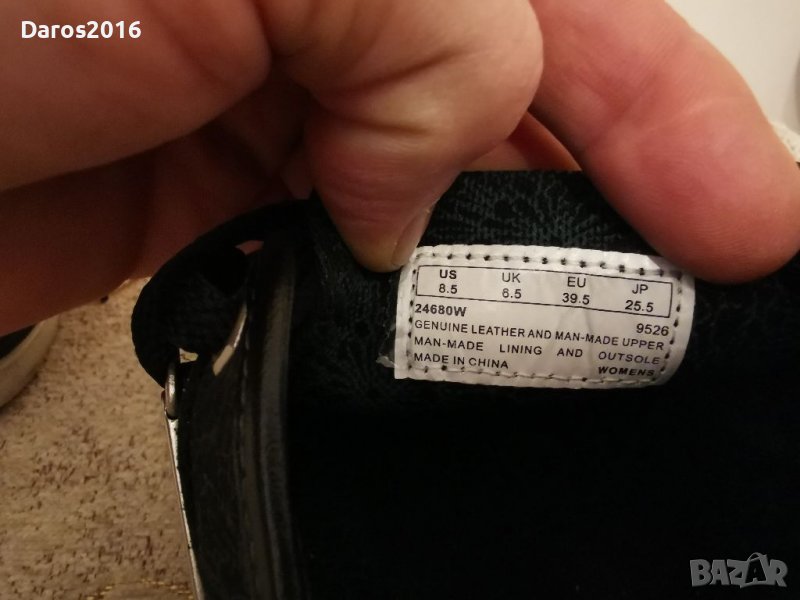 Daros2016
US UK EU JP
8.5 6.5 39.5 25.5
24680W 9526
GENUINE LEATHER AND MAN-MADE UPPER
MAN-MADE LINING AND OUTSOLE
MADE IN CHINA WOMENS
BAZAR